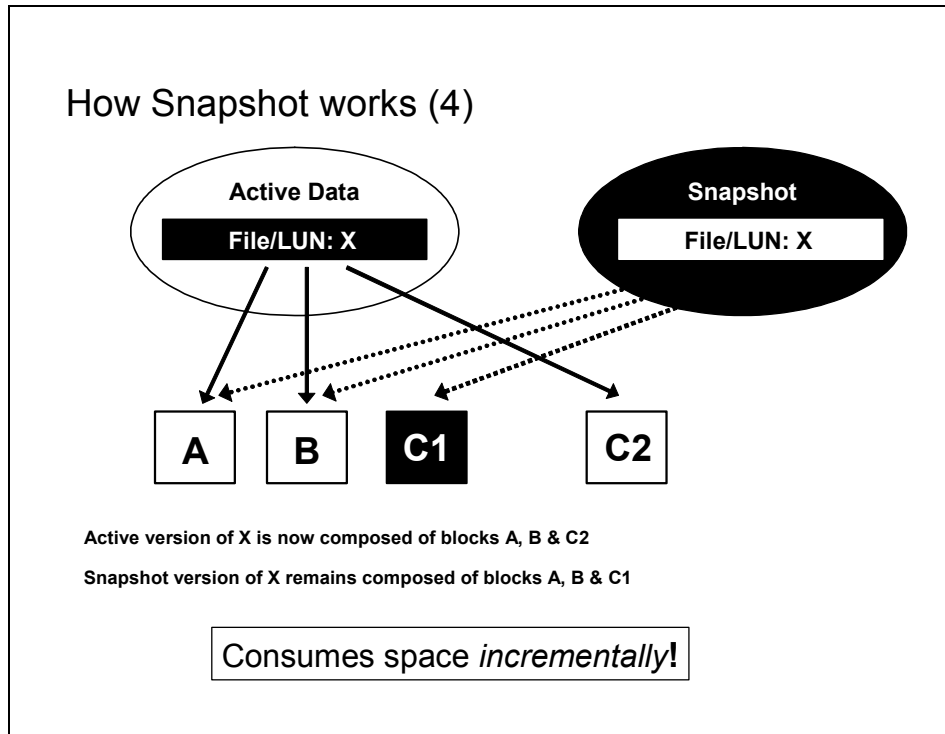 How Snapshot works (4)
Active Data
File/LUN: X
Snapshot
File/LUN: X
A
B
C1
C2
Active version of X is now composed of blocks A, B & C2
Snapshot version of X remains composed of blocks A, B & C1
Consumes space incrementally!